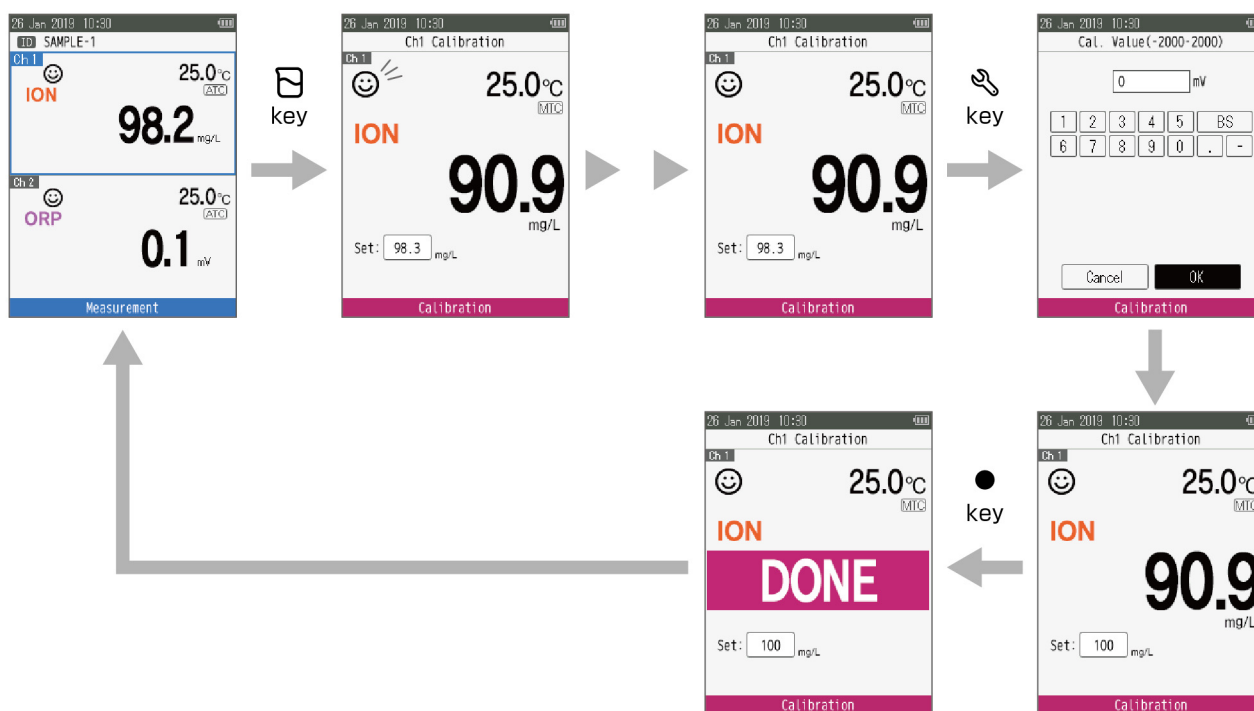 26 Jan 2019 10:30
ID SAMPLE-1
Ch 1
25.0°C
ION
ATC
98.2 mg/L
Ch 2
25.0°C
ORP
ATC
0.1 mV
Measurement
key
26 Jan 2019 10:30
Ch1 Calibration
Ch 1
25.0°C
MTC
ION
90.9
mg/L
Set: 98.3 mg/L
Calibration
26 Jan 2019 10:30
Ch1 Calibration
Ch 1
25.0°C
MTC
ION
90.9
mg/L
Set: 98.3 mg/L
Calibration
key
26 Jan 2019 10:30
Cal. Value(-2000-2000)
0 mV
1 2 3 4 5 BS
6 7 8 9 0 . -
Cancel OK
Calibration
26 Jan 2019 10:30
Ch1 Calibration
Ch 1
25.0°C
MTC
ION
90.9
mg/L
Set: 100 mg/L
Calibration
key
26 Jan 2019 10:30
Ch1 Calibration
Ch 1
25.0°C
MTC
ION
DONE
Set: 100 mg/L
Calibration